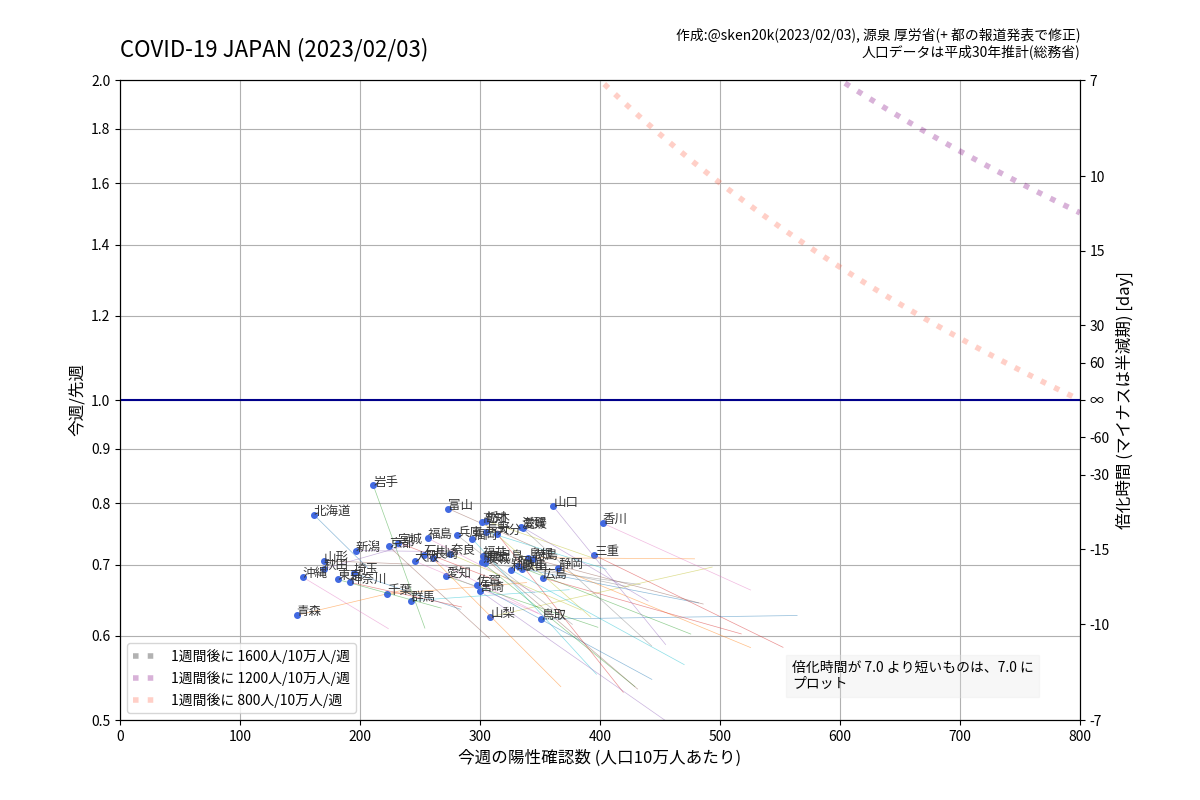 COVID-19 JAPAN (2023/02/03)
作成:@sken20k(2023/02/03), 源泉 厚労省(+ 都の報道発表で修正)
人口データは平成30年推計(総務省)
2.0
1.8
1.6
1.4
1.2
1.0
0.9
0.8
0.7
0.6
0.5
今週/先週
7
10
15
30
60
∞
-60
-30
-15
-10
-7
倍化時間 (マイナスは半減期) [day]
岩手
北海道
富山
山口
香川
新潟
宮城
福島
兵庫
愛媛
山形
秋田
奈良
三重
沖縄
埼玉
神奈川
愛知
静岡
広島
佐賀
宮崎
千葉
群馬
青森
山梨
鳥取
1週間後に 1600人/10万人/週
1週間後に 1200人/10万人/週
1週間後に 800人/10万人/週
倍化時間が 7.0 より短いものは、7.0 に
プロット
0
100
200
300
400
500
600
700
800
今週の陽性確認数 (人口10万人あたり)